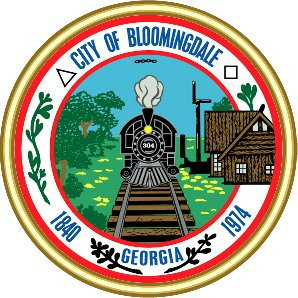 CITY OF BLOOMINGDALE
304
1840
GEORGIA
1974